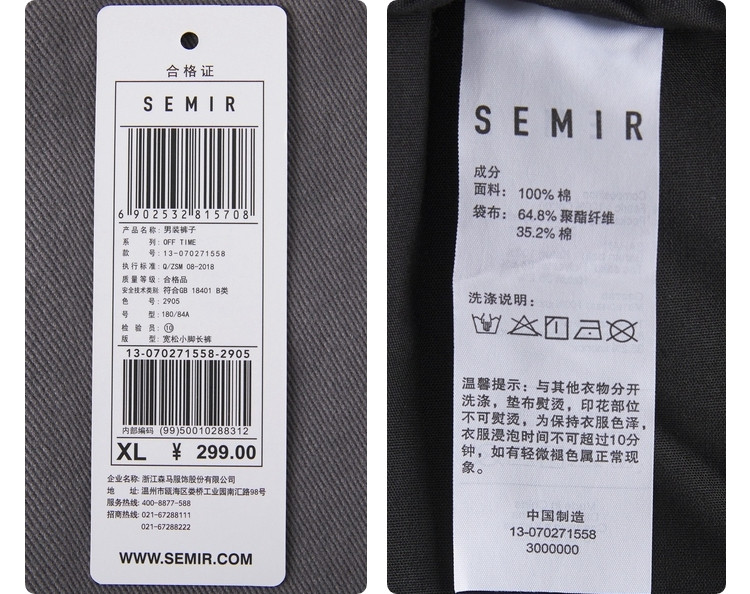 合格证
SEMIR
6 902532 815708
产品名称: 男装裤子
系 列: OFF TIME
款 号: 13-070271558
执行标准: Q/ZSM 08-2018
质量等级: 合格品
安全技术类别: 符合GB 18401 B类
色 号: 2905
号 型: 180/84A
检 验 员: ⑩
版 型: 宽松小脚长裤
13-070271558-2905
内部编码 (99)50010288312
XL ¥ 299.00
企业名称: 浙江森马服饰股份有限公司
地 址: 温州市瓯海区娄桥工业园南汇路98号
服务热线: 400-8877-588
招商热线: 021-67288111
021-67288222
WWW.SEMIR.COM
SEMIR
成分
面料: 100% 棉
袋布: 64.8% 聚酯纤维
35.2% 棉
洗涤说明:
温馨提示: 与其他衣物分开
洗涤，垫布熨烫，印花部位
不可熨烫，为保持衣服色泽，
衣服浸泡时间不可超过10分
钟，如有轻微褪色属正常现
象。
中国制造
13-070271558
3000000